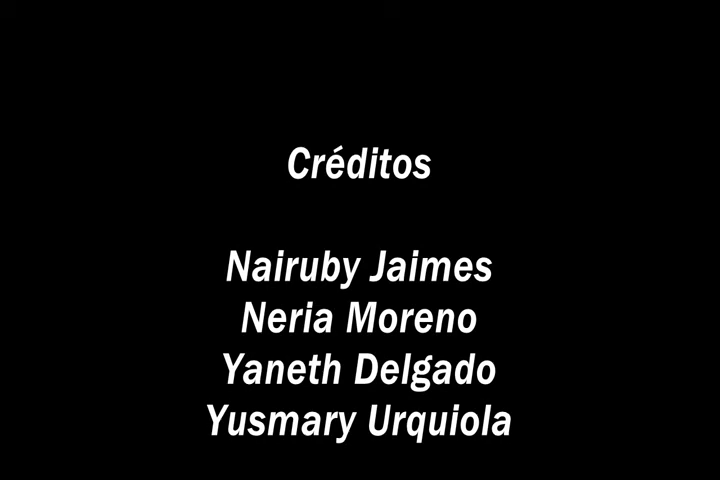 Créditos
Nairuby Jaimes
Neria Moreno
Yaneth Delgado
Yusmary Urquiola